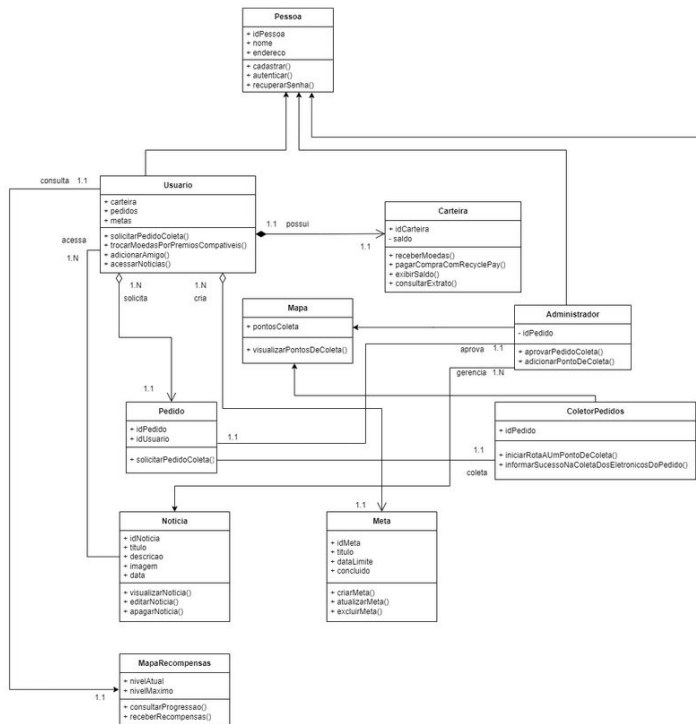 Pessoa
+ idPessoa
+ nome
+ endereco
+ cadastrar()
+ autenticar()
+ recuperarSenha()
consulta 1.1
Usuario
+ carteira
+ pedidos
+ metas
+ solicitarPedidoColeta()
+ trocarMoedasPorPremiosCompativeis()
+ adicionarAmigo()
+ acessarNoticias()
acessa
1.N
1.1 possui
1.1
Carteira
+ idCarteira
- saldo
+ receberMoedas()
+ pagarCompraComRecyclePay()
+ exibirSaldo()
+ consultarExtrato()
1.N
solicita
1.N
cria
Mapa
+ pontosColeta
+ visualizarPontosDeColeta()
Administrador
- idPedido
+ aprovarPedidoColeta()
+ adicionarPontoDeColeta()
aprova 1.1
gerencia 1.N
1.1
Pedido
+ idPedido
+ idUsuario
+ solicitarPedidoColeta()
1.1
ColetorPedidos
+ idPedido
+ iniciarRotaAUmPontoDeColeta()
+ informarSucessoNaColetaDosEletronicosDoPedido()
1.1
coleta
1.1
Noticia
+ idNoticia
+ titulo
+ descricao
+ imagem
+ data
+ visualizarNoticia()
+ editarNoticia()
+ apagarNoticia()
Meta
+ idMeta
+ titulo
+ dataLimite
+ concluido
+ criarMeta()
+ atualizarMeta()
+ excluirMeta()
MapaRecompensas
+ nivelAtual
+ nivelMaximo
+ consultarProgressao()
+ receberRecompensas()
1.1